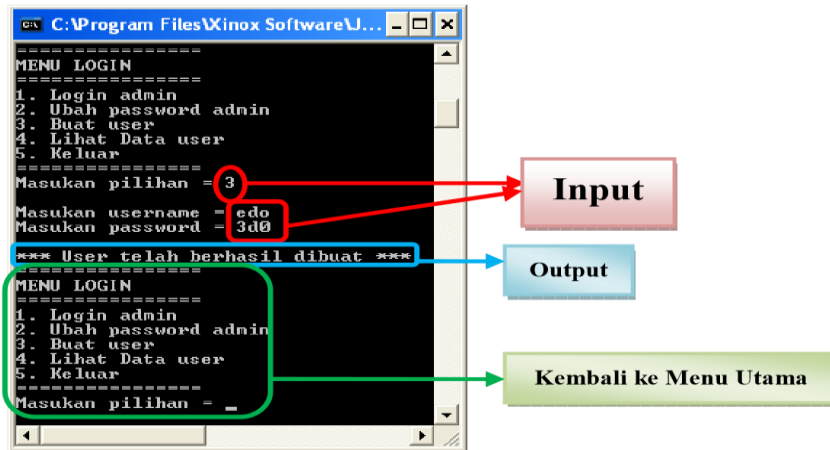 C:\Program Files\Xinox Software\J...
================
MENU LOGIN
================
1. Login admin
2. Ubah password admin
3. Buat user
4. Lihat Data user
5. Keluar
================
Masukan pilihan = 3
Masukan username = edo
Masukan password = 3d0
*** User telah berhasil dibuat ***
================
MENU LOGIN
================
1. Login admin
2. Ubah password admin
3. Buat user
4. Lihat Data user
5. Keluar
================
Masukan pilihan = _
Input
Output
Kembali ke Menu Utama